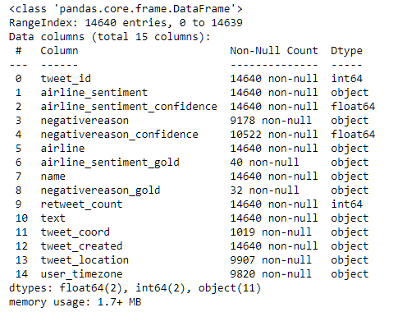 <class 'pandas.core.frame.DataFrame'>
RangeIndex: 14640 entries, 0 to 14639
Data columns (total 15 columns):
 #   Column                        Non-Null Count  Dtype
---  ------                        --------------  -----
 0   tweet_id                      14640 non-null  int64
 1   airline_sentiment             14640 non-null  object
 2   airline_sentiment_confidence  14640 non-null  float64
 3   negativereason                9178 non-null   object
 4   negativereason_confidence     10522 non-null  float64
 5   airline                       14640 non-null  object
 6   airline_sentiment_gold        40 non-null     object
 7   name                          14640 non-null  object
 8   negativereason_gold           32 non-null     object
 9   retweet_count                 14640 non-null  int64
 10  text                          14640 non-null  object
 11  tweet_coord                   1019 non-null   object
 12  tweet_created                 14640 non-null  object
 13  tweet_location                9907 non-null   object
 14  user_timezone                 9820 non-null   object
dtypes: float64(2), int64(2), object(11)
memory usage: 1.7+ MB